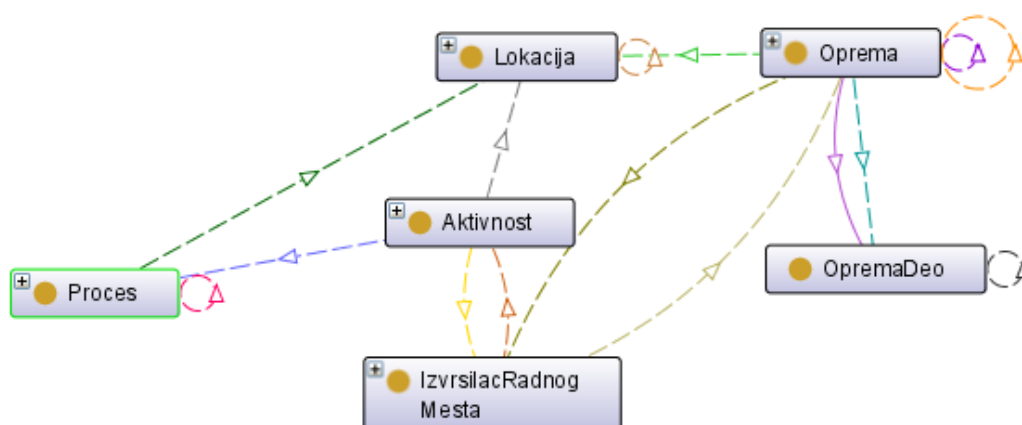 Lokacija
Oprema
Aktivnost
OpremaDeo
Proces
IzvrsilacRadnog
Mesta